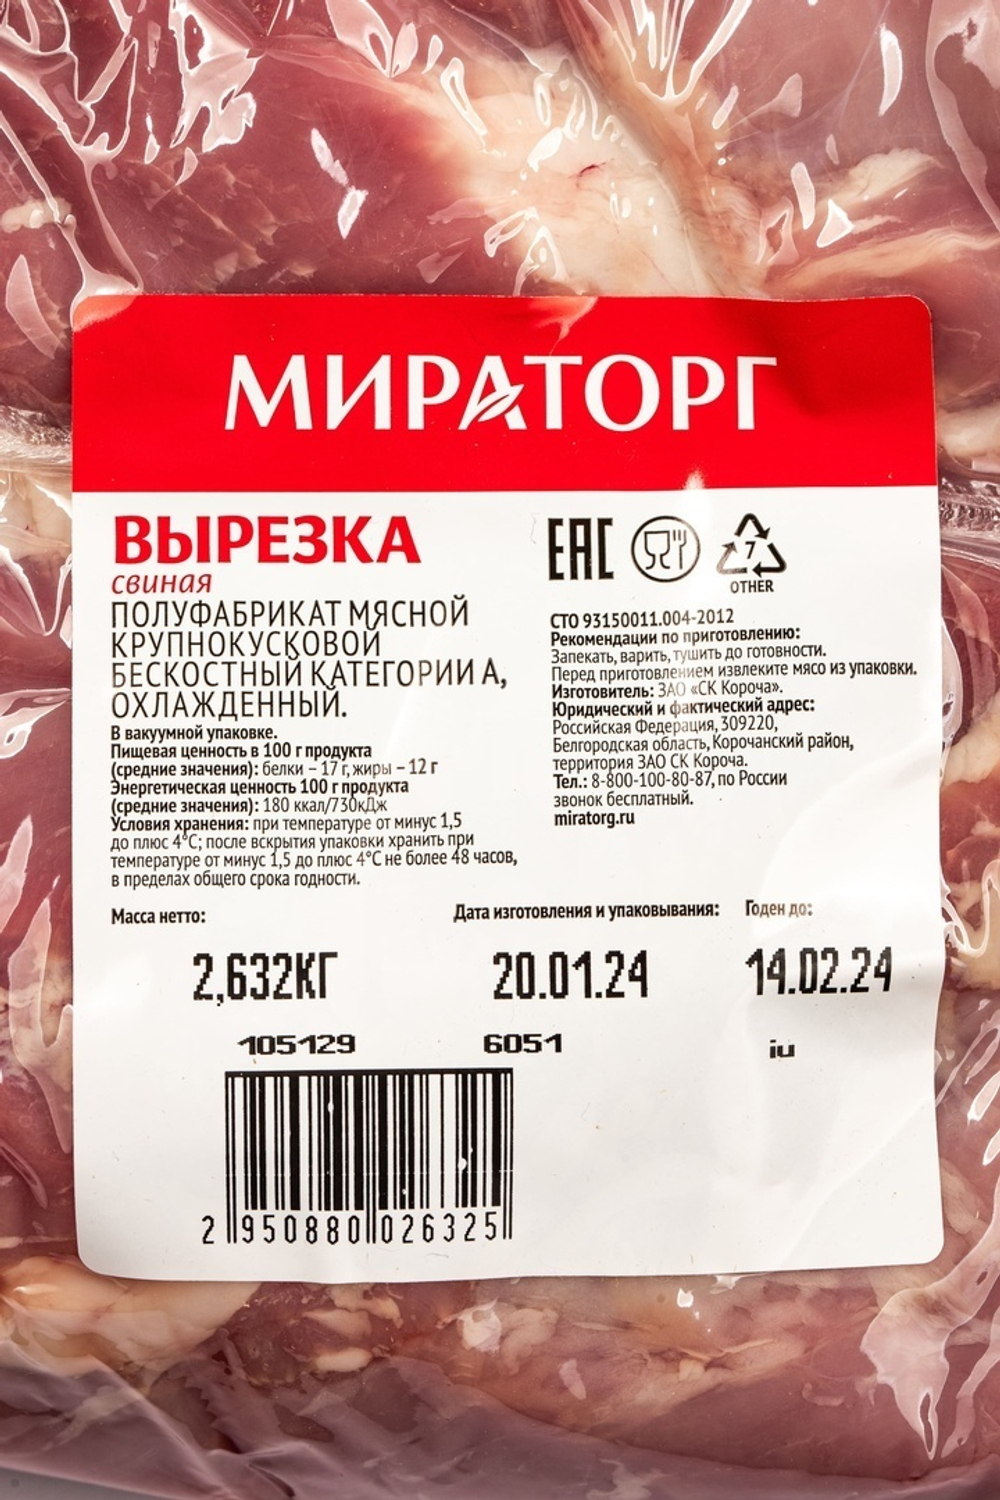 МИРАТОРГ
ВЫРЕЗКА
свиная
ПОЛУФАБРИКАТ МЯСНОЙ
КРУПНОКУСКОВОЙ
БЕСКОСТНЫЙ КАТЕГОРИИ А,
ОХЛАЖДЕННЫЙ.
В вакуумной упаковке.
Пищевая ценность в 100 г продукта
(средние значения): белки – 17 г, жиры – 12 г
Энергетическая ценность 100 г продукта
(средние значения): 180 ккал/730кДж
Условия хранения: при температуре от минус 1,5
до плюс 4°С; после вскрытия упаковки хранить при
температуре от минус 1,5 до плюс 4°С не более 48 часов,
в пределах общего срока годности.
EAC
7
OTHER
СТО 93150011.004-2012
Рекомендации по приготовлению:
Запекать, варить, тушить до готовности.
Перед приготовлением извлеките мясо из упаковки.
Изготовитель: ЗАО «СК Короча».
Юридический и фактический адрес:
Российская Федерация, 309220,
Белгородская область, Корочанский район,
территория ЗАО СК Короча.
Тел.: 8-800-100-80-87, по России
звонок бесплатный.
miratorg.ru
Масса нетто: Дата изготовления и упаковывания: Годен до:
2,632КГ 20.01.24 14.02.24
105129 6051 iu
2 950880 026325